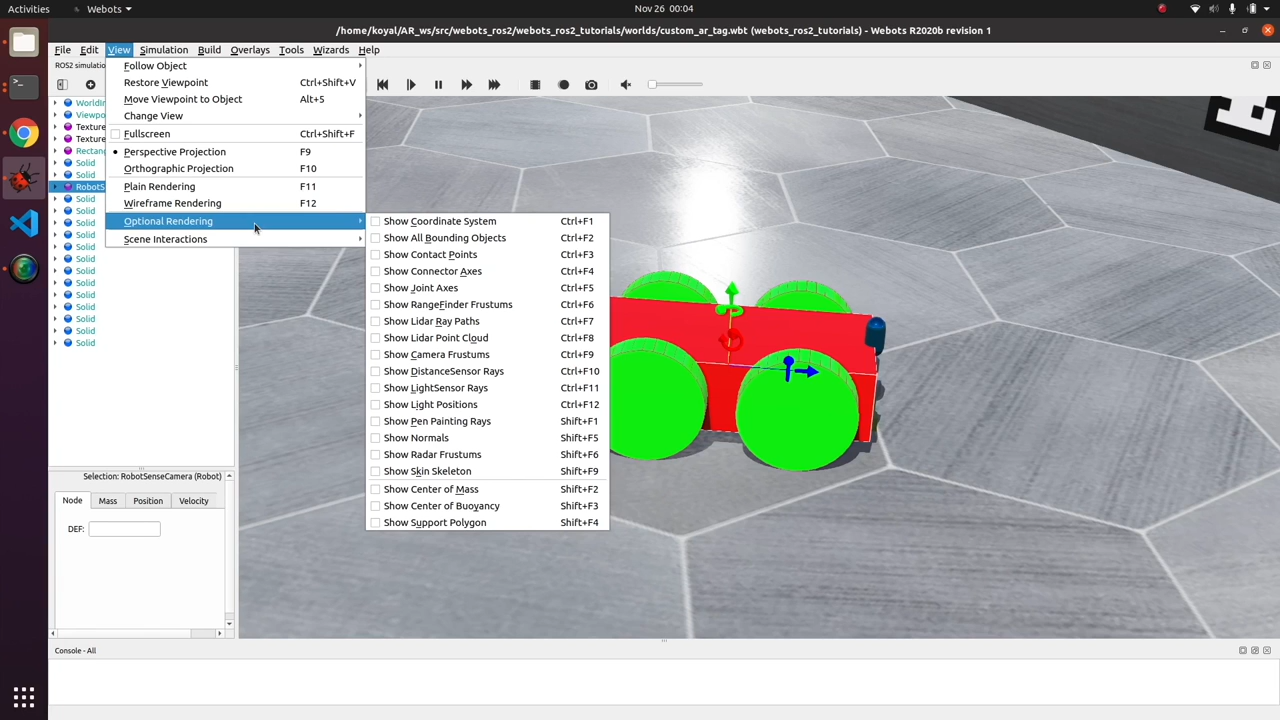 Activities
Webots
Nov 26 00:04
/home/koyal/AR_ws/src/webots_ros2/webots_ros2_tutorials/worlds/custom_ar_tag.wbt (webots_ros2_tutorials) - Webots R2020b revision 1
File Edit View Simulation Build Overlays Tools Wizards Help
ROS2 simulatio
Follow Object
Restore Viewpoint Ctrl+Shift+V
Move Viewpoint to Object Alt+5
Change View
Fullscreen Ctrl+Shift+F
Perspective Projection F9
Orthographic Projection F10
Plain Rendering F11
Wireframe Rendering F12
Optional Rendering
Scene Interactions
Show Coordinate System Ctrl+F1
Show All Bounding Objects Ctrl+F2
Show Contact Points Ctrl+F3
Show Connector Axes Ctrl+F4
Show Joint Axes Ctrl+F5
Show RangeFinder Frustums Ctrl+F6
Show Lidar Ray Paths Ctrl+F7
Show Lidar Point Cloud Ctrl+F8
Show Camera Frustums Ctrl+F9
Show DistanceSensor Rays Ctrl+F10
Show LightSensor Rays Ctrl+F11
Show Light Positions Ctrl+F12
Show Pen Painting Rays Shift+F1
Show Normals Shift+F5
Show Radar Frustums Shift+F6
Show Skin Skeleton Shift+F9
Show Center of Mass Shift+F2
Show Center of Buoyancy Shift+F3
Show Support Polygon Shift+F4
WorldIn
Viewpo
Texture
Texture
Rectan
Solid
Solid
RobotS
Solid
Solid
Solid
Solid
Solid
Solid
Solid
Solid
Solid
Solid
Solid
Solid
Solid
Selection: RobotSenseCamera (Robot)
Node Mass Position Velocity
DEF:
Console - All